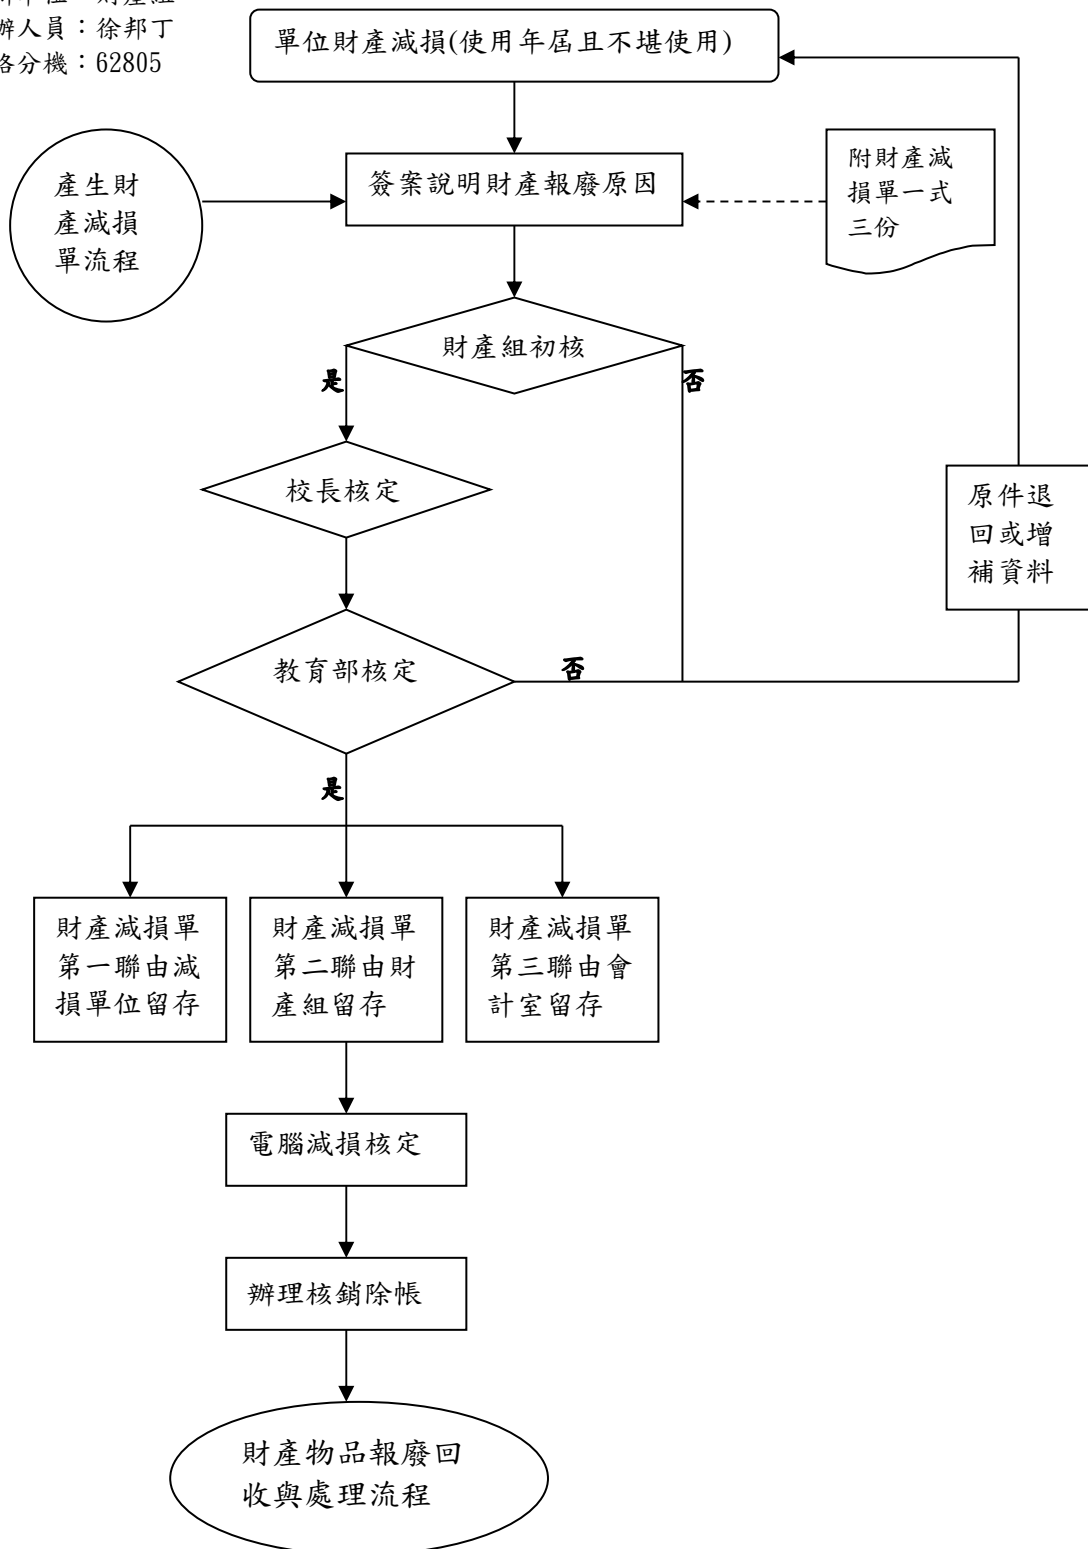 辦人員：徐邦丁
絡分機：62805
單位財產減損(使用年屆且不堪使用)
產生財
產減損
單流程
簽案說明財產報廢原因
附財產減
損單一式
三份
財產組初核
是
否
校長核定
原件退
回或增
補資料
教育部核定
否
是
財產減損單
第一聯由減
損單位留存
財產減損單
第二聯由財
產組留存
財產減損單
第三聯由會
計室留存
電腦減損核定
辦理核銷除帳
財產物品報廢回
收與處理流程